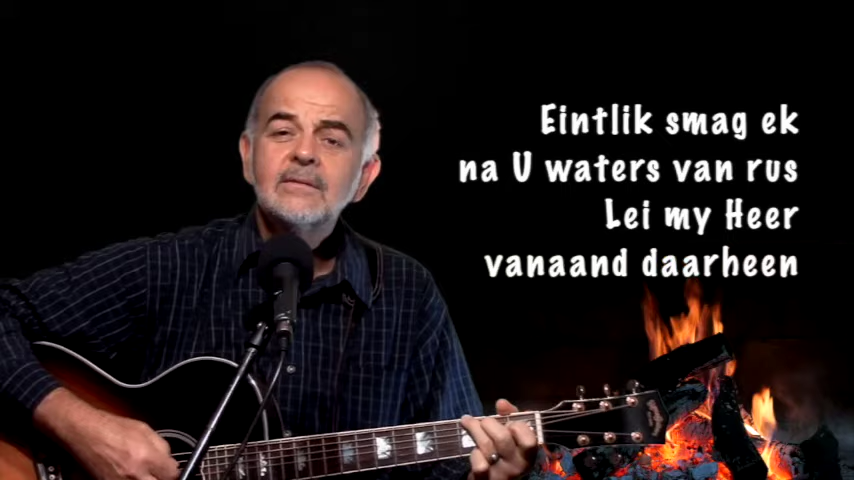 Eintlik smag ek
na U waters van rus
Lei my Heer
vanaand daarheen